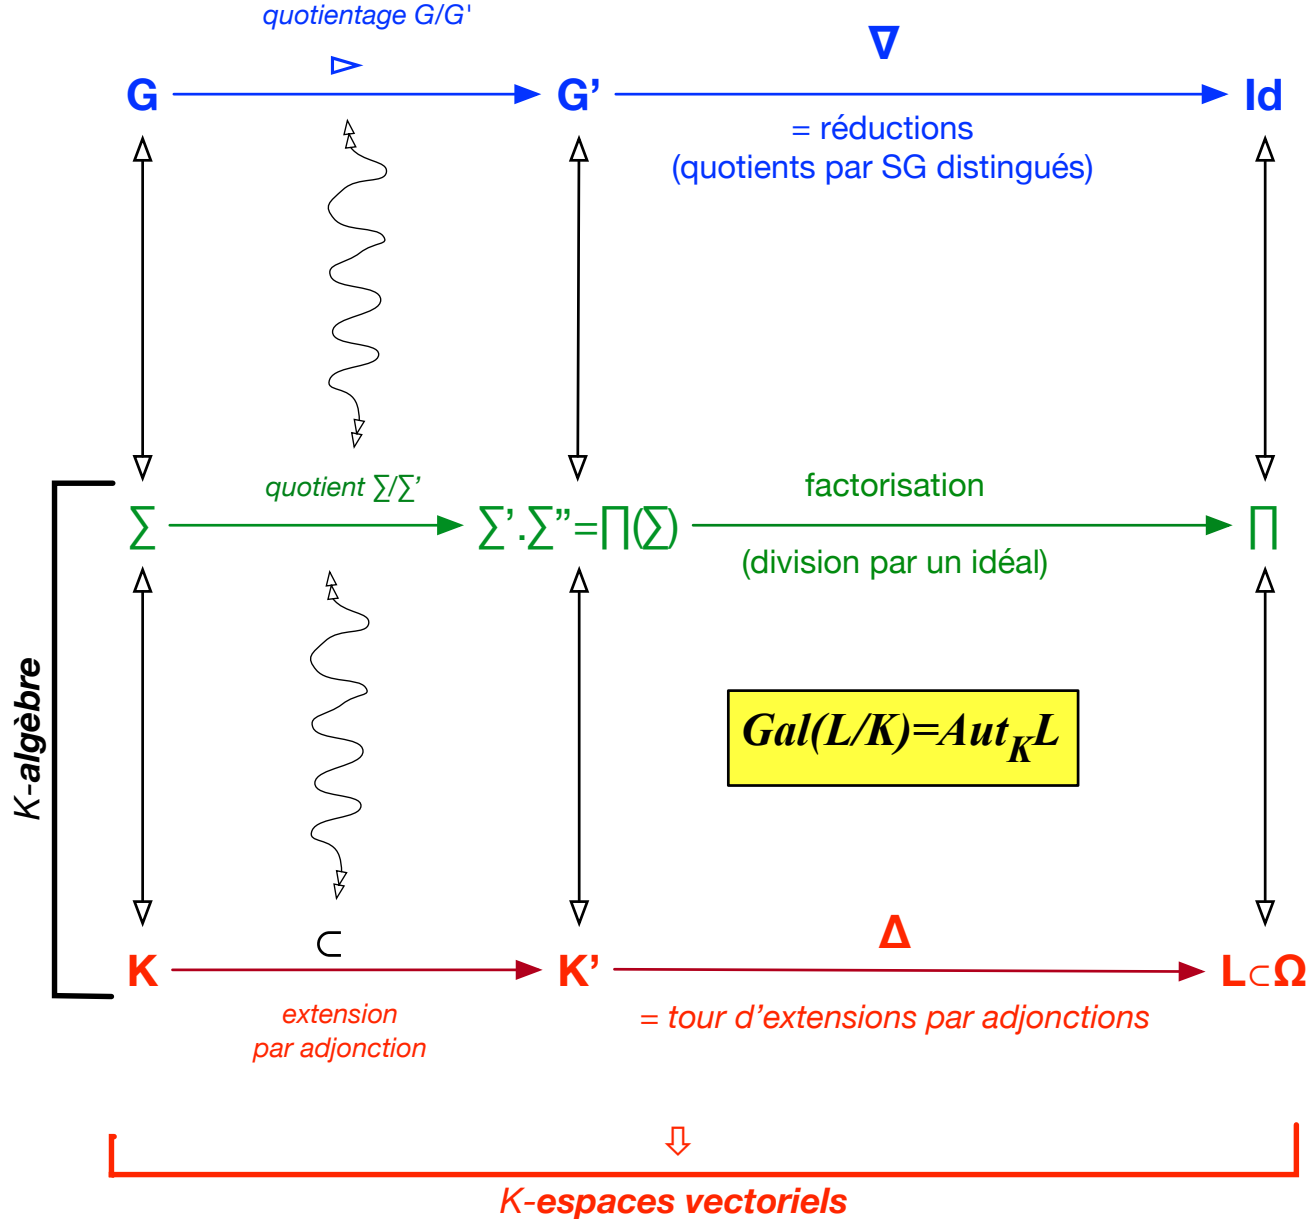 quotientage G/G'
▷ ∇
G G’ Id
= réductions
(quotients par SG distingués)
quotient ∑/∑’ factorisation
∑ ∑’.∑”=∏(∑) ∏
(division par un idéal)
K-algèbre
Gal(L/K)=Aut_K L
⊂ Δ
K K’ L⊂Ω
extension
par adjonction
= tour d’extensions par adjonctions
⇩
K-espaces vectoriels